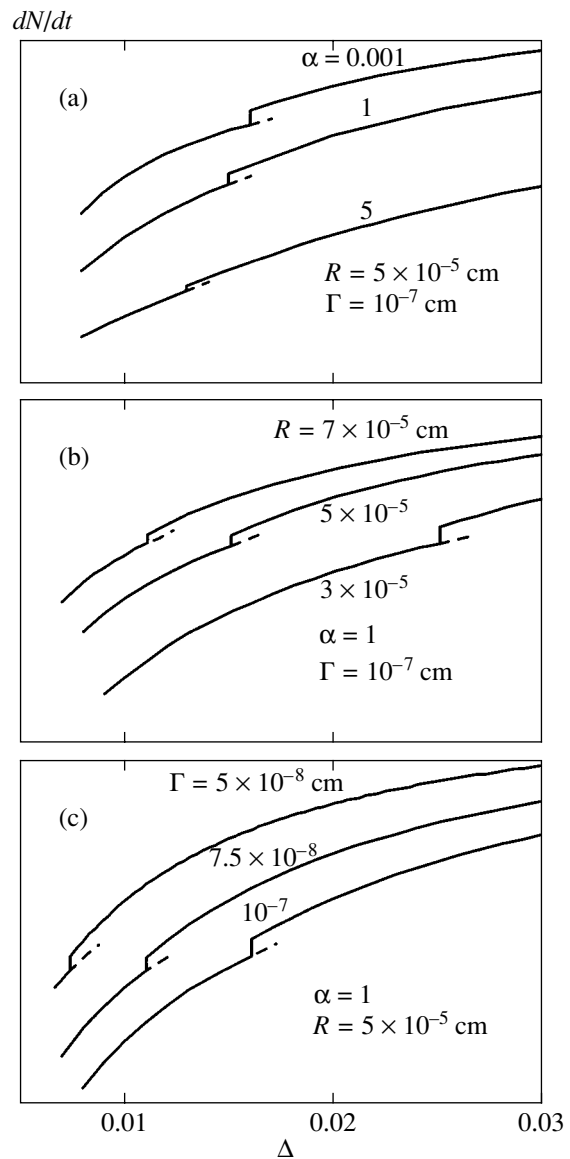 dN/dt
(a)
α = 0.001
1
5
R = 5 × 10⁻⁵ cm
Γ = 10⁻⁷ cm
(b)
R = 7 × 10⁻⁵ cm
5 × 10⁻⁵
3 × 10⁻⁵
α = 1
Γ = 10⁻⁷ cm
(c)
Γ = 5 × 10⁻⁸ cm
7.5 × 10⁻⁸
10⁻⁷
α = 1
R = 5 × 10⁻⁵ cm
0.01 0.02 0.03
Δ